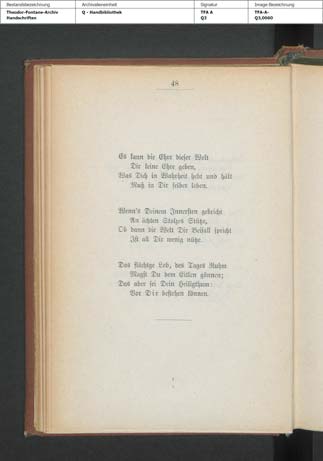 Bestandsbezeichnung Archivalieneinheit Signatur Image Bezeichnung
Theodor-Fontane-Archiv Q - Handbibliothek TFA A TFA-A-
Handschriften Q3 Q3,0060
48
Es kann die Ehre dieser Welt
Dir keine Ehre geben,
Was Dich in Wahrheit hebt und hält
Muß in Dir selber leben.
Wenn's Deinem Innersten gebricht
An ächten Stolzes Stütze,
Ob dann die Welt Dir Beifall spricht
Ist all Dir wenig nütze.
Das flüchtge Lob, des Tages Ruhm
Magst Du dem Eitlen gönnen;
Das aber sei Dein Heiligthum:
Vor Dir bestehen können.